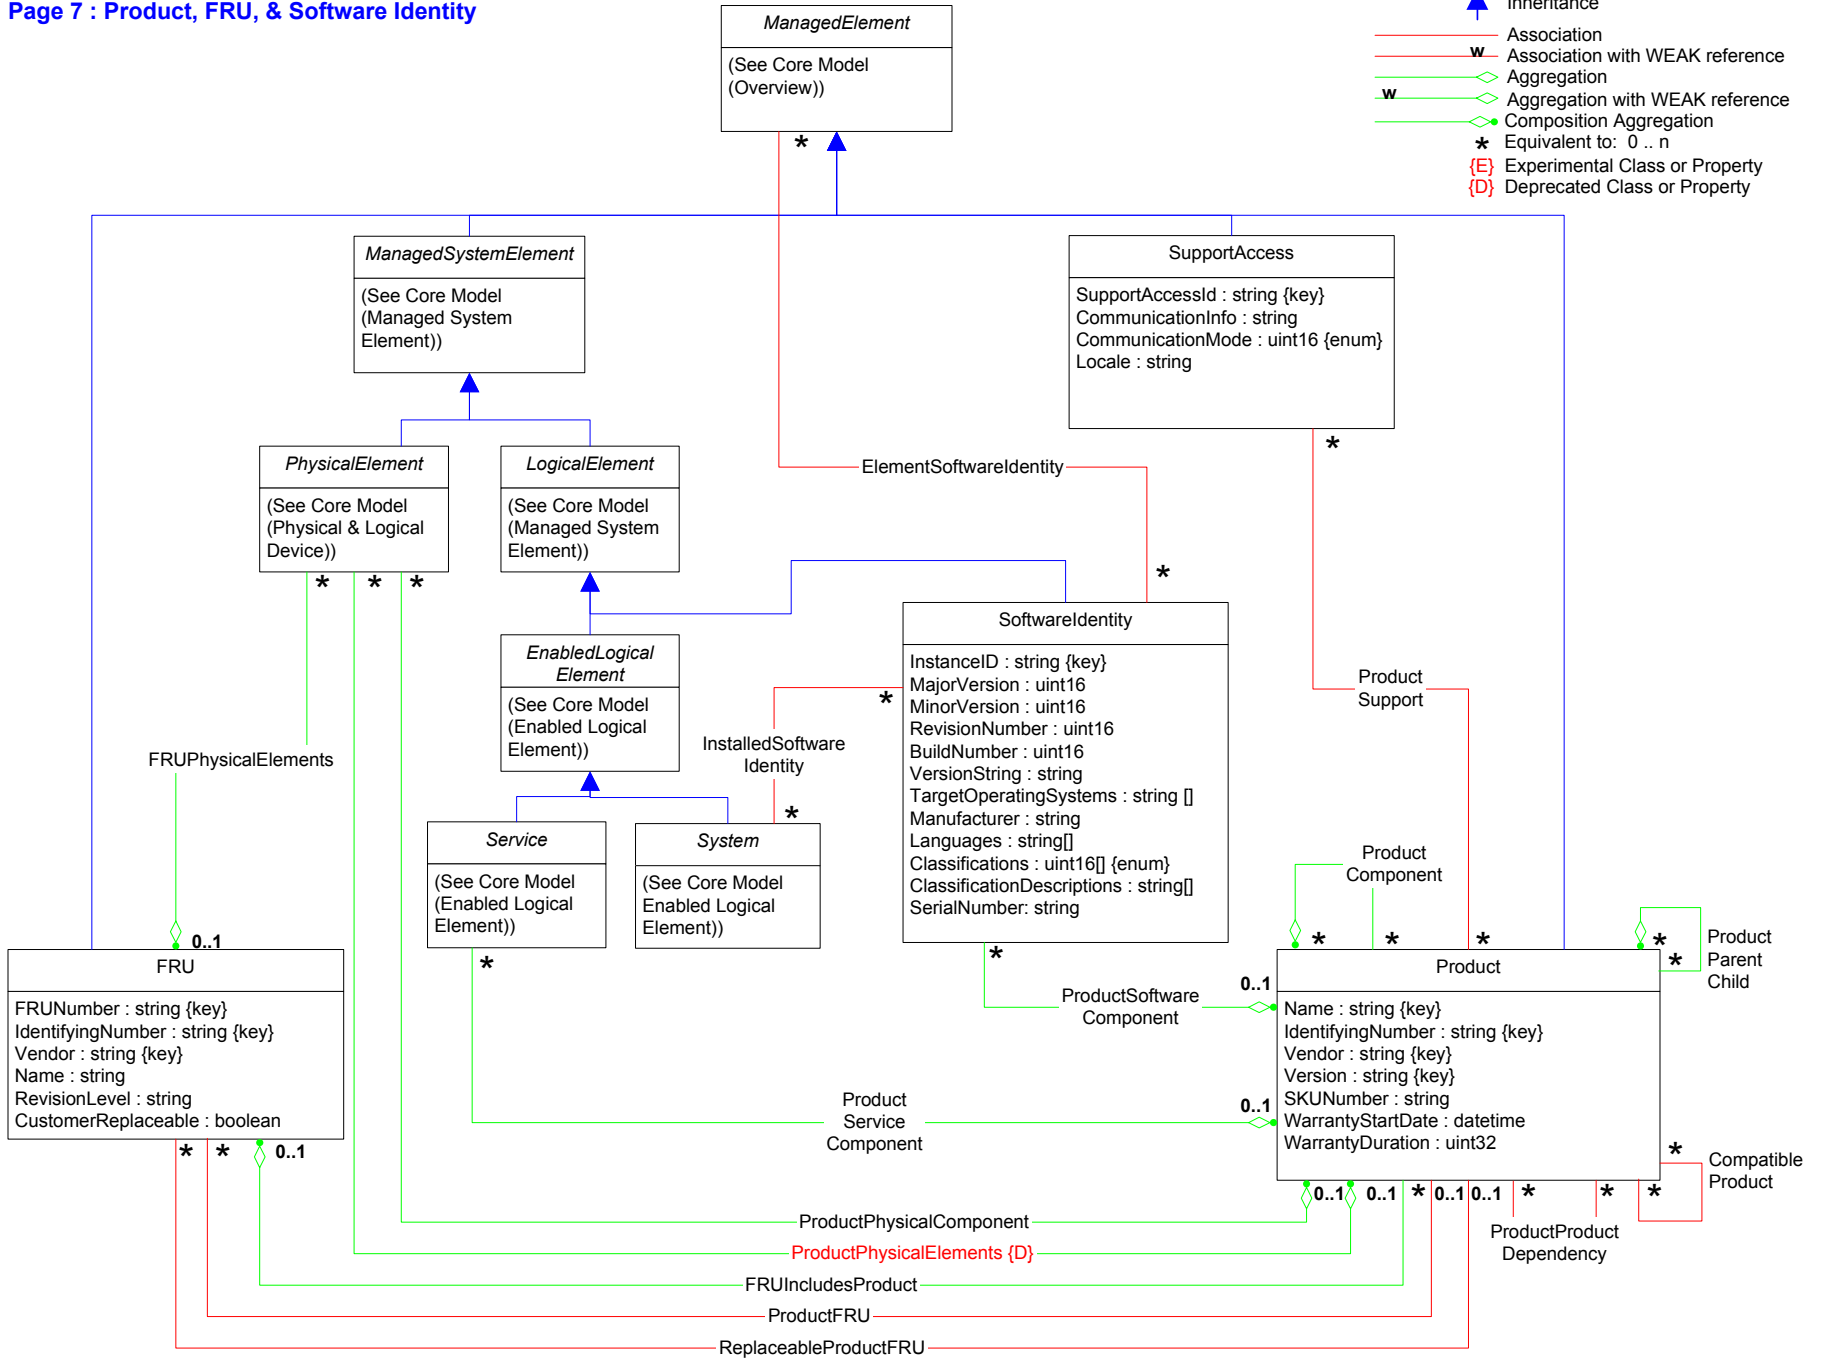 Page 7 : Product, FRU, & Software Identity
Inheritance
Association
w
Association with WEAK reference
Aggregation
w
Aggregation with WEAK reference
Composition Aggregation
* Equivalent to: 0 .. n
{E} Experimental Class or Property
{D} Deprecated Class or Property
ManagedElement
(See Core Model
(Overview))
*
ManagedSystemElement
(See Core Model
(Managed System
Element))
SupportAccess
SupportAccessId : string {key}
CommunicationInfo : string
CommunicationMode : uint16 {enum}
Locale : string
*
PhysicalElement
(See Core Model
(Physical & Logical
Device))
* * *
LogicalElement
(See Core Model
(Managed System
Element))
ElementSoftwareIdentity
*
EnabledLogical
Element
(See Core Model
(Enabled Logical
Element))
SoftwareIdentity
InstanceID : string {key}
MajorVersion : uint16
MinorVersion : uint16
RevisionNumber : uint16
BuildNumber : uint16
VersionString : string
TargetOperatingSystems : string []
Manufacturer : string
Languages : string[]
Classifications : uint16[] {enum}
ClassificationDescriptions : string[]
SerialNumber: string
*
*
InstalledSoftware
Identity
*
Product
Support
FRUPhysicalElements
0..1
Service
(See Core Model
(Enabled Logical
Element))
*
System
(See Core Model
Enabled Logical
Element))
Product
Component
* * *
* *
Product
Parent
Child
FRU
FRUNumber : string {key}
IdentifyingNumber : string {key}
Vendor : string {key}
Name : string
RevisionLevel : string
CustomerReplaceable : boolean
* * 0..1
ProductSoftware
Component
0..1
Product
Service
Component
0..1
Product
Name : string {key}
IdentifyingNumber : string {key}
Vendor : string {key}
Version : string {key}
SKUNumber : string
WarrantyStartDate : datetime
WarrantyDuration : uint32
*
Compatible
Product
0..1 0..1 * 0..1 0..1 * * *
ProductProduct
Dependency
ProductPhysicalComponent
ProductPhysicalElements {D}
FRUIncludesProduct
ProductFRU
ReplaceableProductFRU